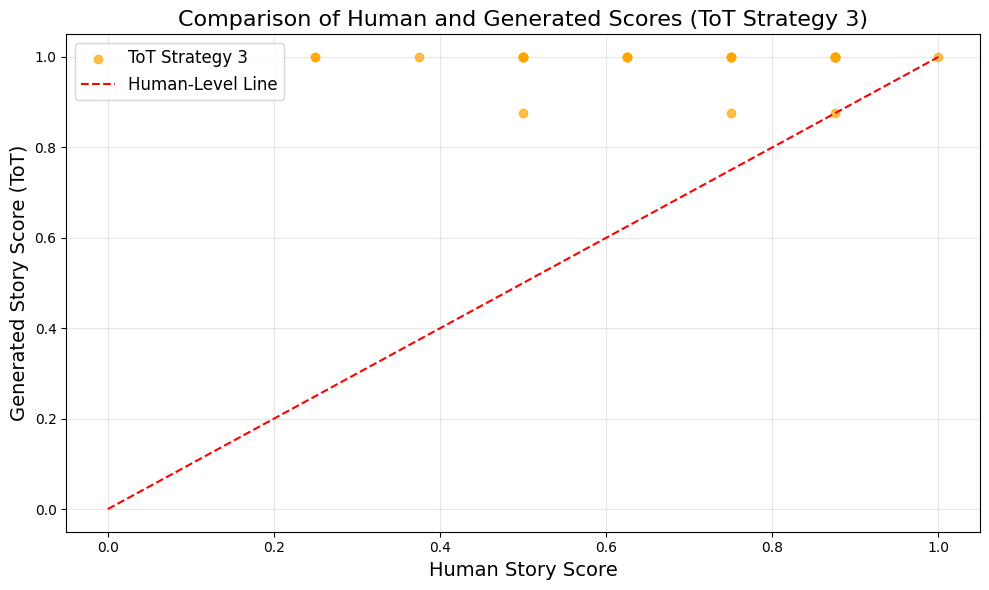 Comparison of Human and Generated Scores (ToT Strategy 3)
ToT Strategy 3
Human-Level Line
Generated Story Score (ToT)
1.0
0.8
0.6
0.4
0.2
0.0
0.0 0.2 0.4 0.6 0.8 1.0
Human Story Score